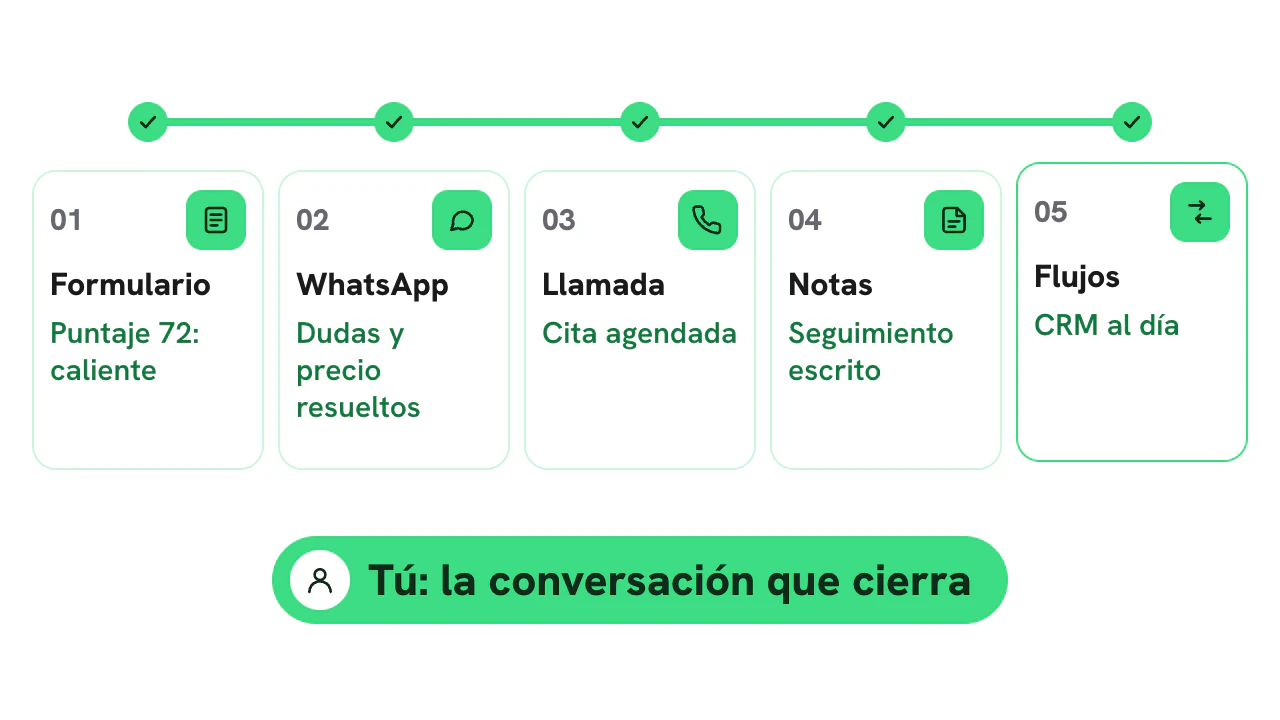 01
Formulario
Puntaje 72:
caliente
02
WhatsApp
Dudas y
precio
resueltos
03
Llamada
Cita agendada
04
Notas
Seguimiento
escrito
05
Flujos
CRM al día
Tú: la conversación que cierra